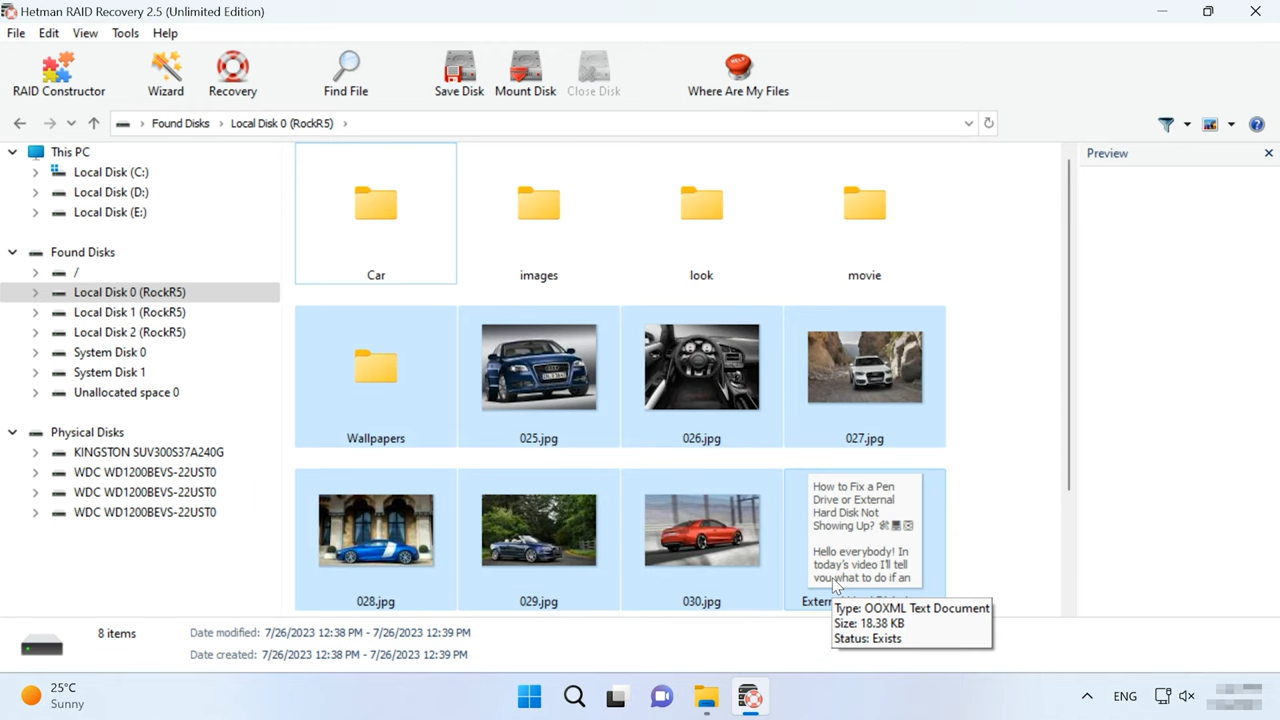 Hetman RAID Recovery 2.5 (Unlimited Edition)
File Edit View Tools Help
RAID Constructor Wizard Recovery Find File Save Disk Mount Disk Close Disk Where Are My Files
Found Disks Local Disk 0 (RockR5)
This PC
Local Disk (C:)
Local Disk (D:)
Local Disk (E:)
Found Disks
/
Local Disk 0 (RockR5)
Local Disk 1 (RockR5)
Local Disk 2 (RockR5)
System Disk 0
System Disk 1
Unallocated space 0
Physical Disks
KINGSTON SUV300S37A240G
WDC WD1200BEVS-22UST0
WDC WD1200BEVS-22UST0
WDC WD1200BEVS-22UST0
Car images look movie
Wallpapers 025.jpg 026.jpg 027.jpg
How to Fix a Pen
Drive or External
Hard Disk Not
Showing Up?
Hello everybody! In
today's video I'll tell
you what to do if an
028.jpg 029.jpg 030.jpg
Type: OOXML Text Document
Size: 18.38 KB
Status: Exists
Preview
8 items
Date modified: 7/26/2023 12:38 PM - 7/26/2023 12:39 PM
Date created: 7/26/2023 12:38 PM - 7/26/2023 12:39 PM
25°C
Sunny
ENG